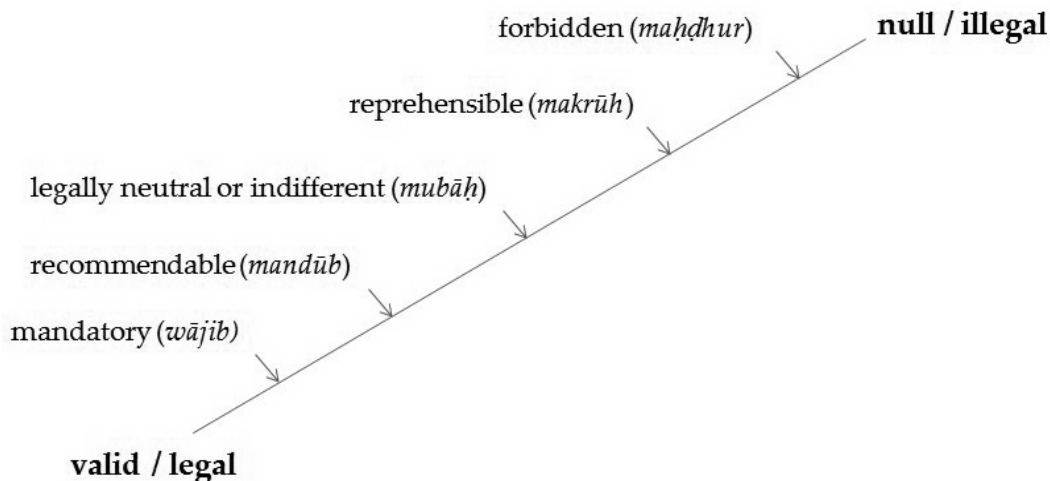 forbidden (maḥḍhur)
null / illegal
reprehensible (makrūh)
legally neutral or indifferent (mubāḥ)
recommendable (mandūb)
mandatory (wājib)
valid / legal